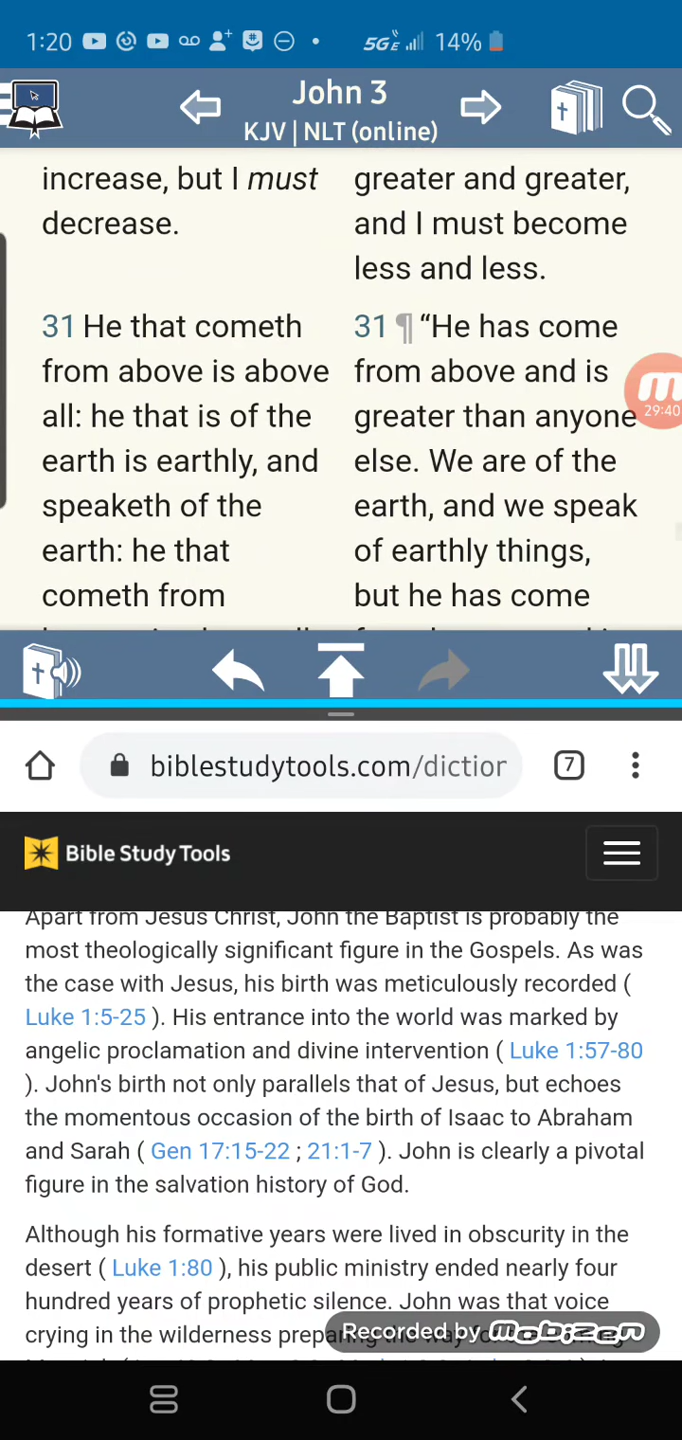 1:20
5GE 14%
John 3
KJV | NLT (online)
increase, but I must
decrease.
31 He that cometh
from above is above
all: he that is of the
earth is earthly, and
speaketh of the
earth: he that
cometh from
greater and greater,
and I must become
less and less.
31 ¶ “He has come
from above and is
greater than anyone
else. We are of the
earth, and we speak
of earthly things,
but he has come
29:40
biblestudytools.com/diction
7
Bible Study Tools
Apart from Jesus Christ, John the Baptist is probably the
most theologically significant figure in the Gospels. As was
the case with Jesus, his birth was meticulously recorded (
Luke 1:5-25 ). His entrance into the world was marked by
angelic proclamation and divine intervention ( Luke 1:57-80
). John's birth not only parallels that of Jesus, but echoes
the momentous occasion of the birth of Isaac to Abraham
and Sarah ( Gen 17:15-22 ; 21:1-7 ). John is clearly a pivotal
figure in the salvation history of God.
Although his formative years were lived in obscurity in the
desert ( Luke 1:80 ), his public ministry ended nearly four
hundred years of prophetic silence. John was that voice
crying in the wilderness preparing the way
Recorded by mobizen